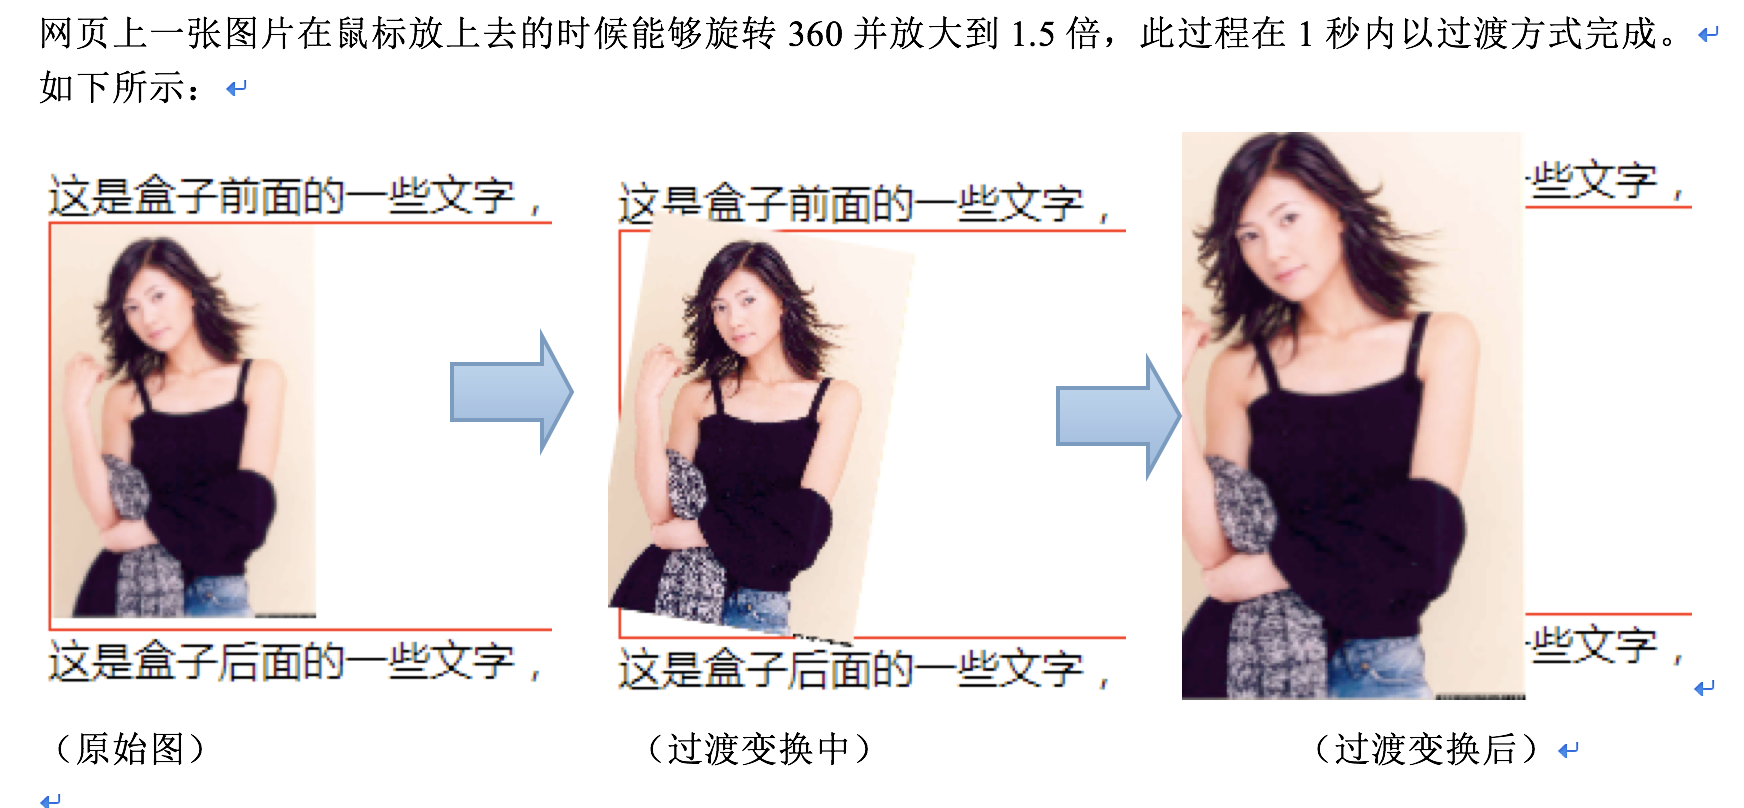 网页上一张图片在鼠标放上去的时候能够旋转 360 并放大到 1.5 倍，此过程在 1 秒内以过渡方式完成。
如下所示：
这是盒子前面的一些文字，
这是盒子前面的一些文字，
些文字，
这是盒子后面的一些文字，
这是盒子后面的一些文字，
些文字，
（原始图）
（过渡变换中）
（过渡变换后）